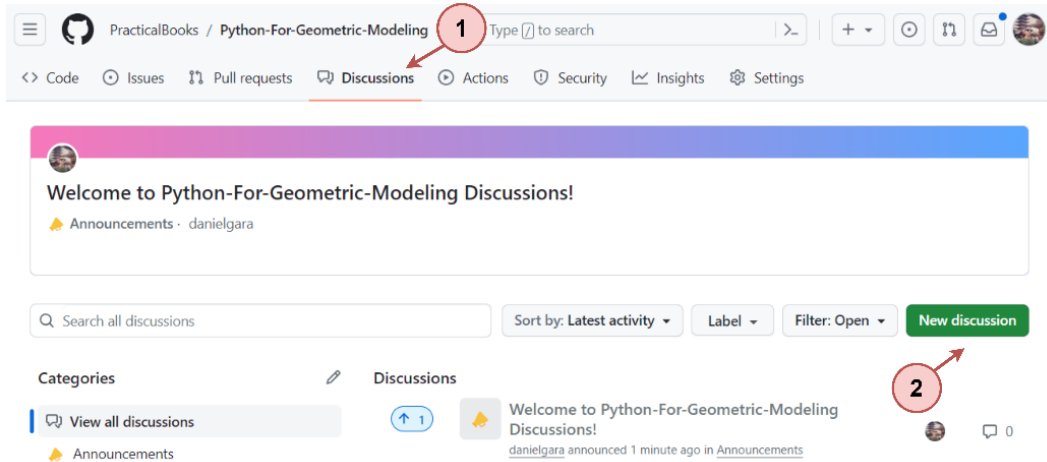 PracticalBooks / Python-For-Geometric-Modeling
1
Type / to search
Code Issues Pull requests Discussions Actions Security Insights Settings
Welcome to Python-For-Geometric-Modeling Discussions!
Announcements · danielgara
Search all discussions
Sort by: Latest activity
Label
Filter: Open
New discussion
2
Categories
Discussions
View all discussions
Announcements
1
Welcome to Python-For-Geometric-Modeling
Discussions!
danielgara announced 1 minute ago in Announcements
0